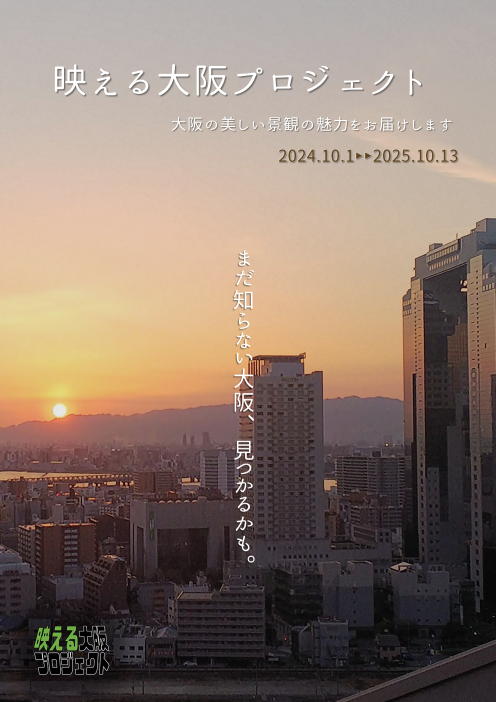 映える大阪プロジェクト
大阪の美しい景観の魅力をお届けします
2024.10.1▸▸2025.10.13
まだ知らない大阪、見つかるかも。
映える大阪
プロジェクト